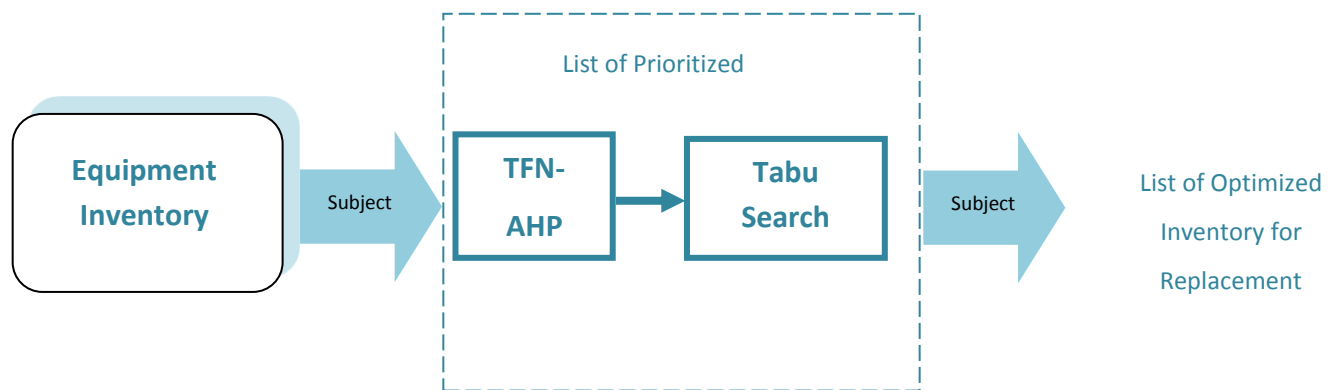 List of Prioritized
Equipment
Inventory
Subject
TFN-
AHP
Tabu
Search
Subject
List of Optimized
Inventory for
Replacement